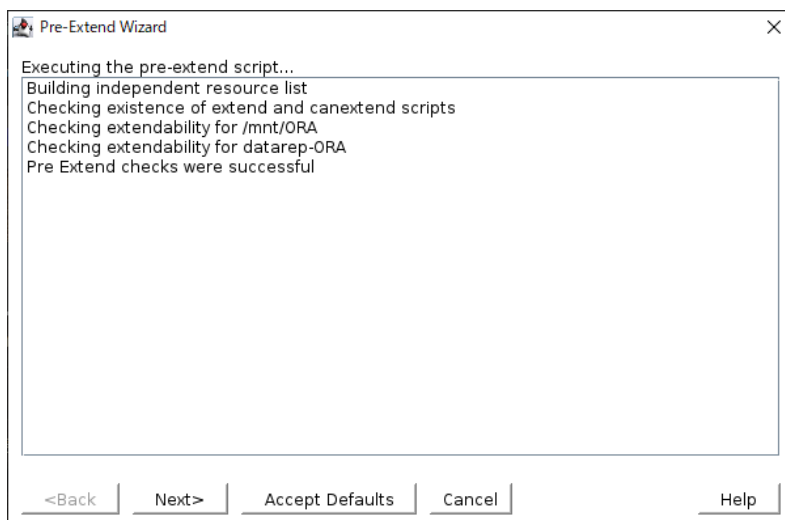 Pre-Extend Wizard
Executing the pre-extend script...
Building independent resource list
Checking existence of extend and canextend scripts
Checking extendability for /mnt/ORA
Checking extendability for datarep-ORA
Pre Extend checks were successful
<Back
Next>
Accept Defaults
Cancel
Help